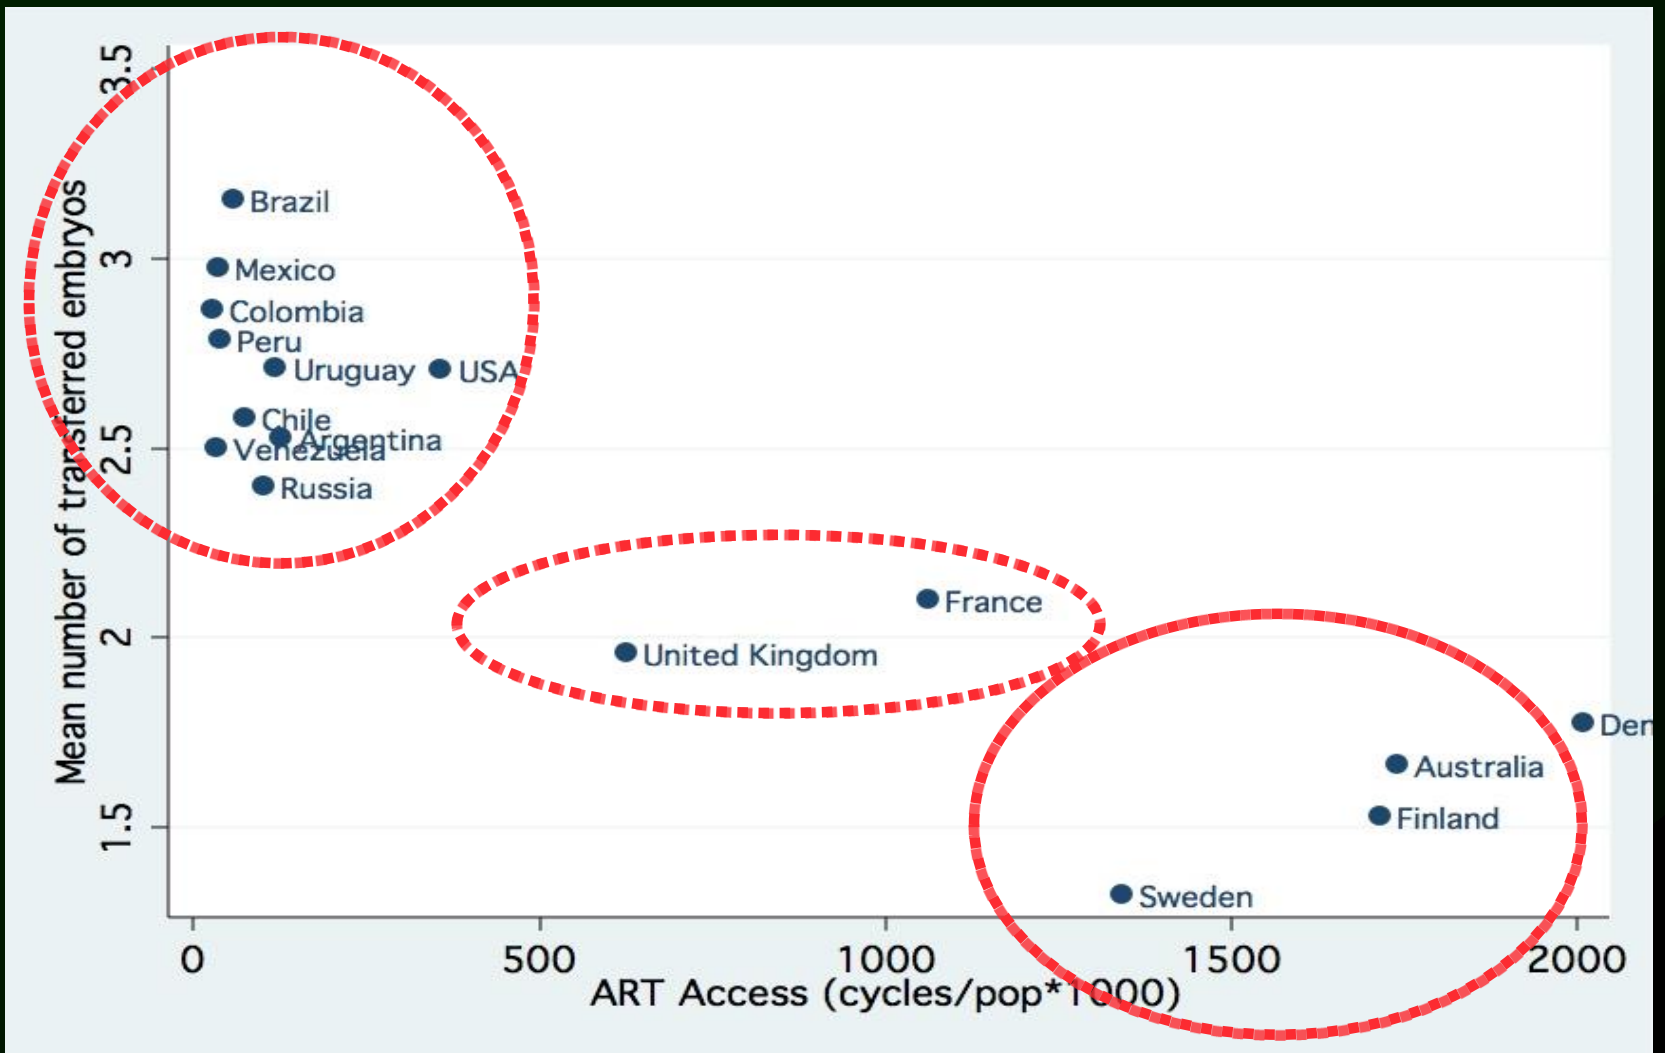 3.5
Brazil
3
Mexico
Colombia
Peru
Uruguay
USA
Chile
Argentina
2.5
Venezuela
Russia
Mean number of transferred embryos
France
2
United Kingdom
Den
Australia
1.5
Finland
Sweden
0 500 1000 1500 2000
ART Access (cycles/pop*1000)